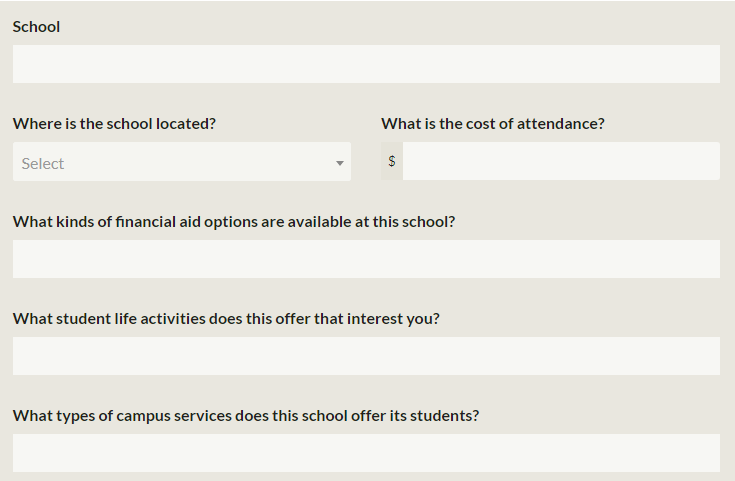 School
Where is the school located?
What is the cost of attendance?
Select
$
What kinds of financial aid options are available at this school?
What student life activities does this offer that interest you?
What types of campus services does this school offer its students?